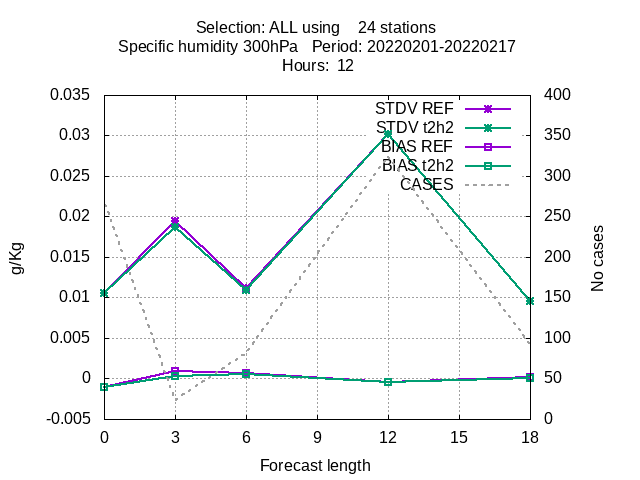 Selection: ALL using    24 stations
Specific humidity 300hPa   Period: 20220201-20220217
Hours:  12
0.035
0.03
0.025
0.02
0.015
0.01
0.005
0
-0.005
g/Kg
STDV REF
STDV t2h2
BIAS REF
BIAS t2h2
CASES
400
350
300
250
200
150
100
50
0
No cases
0 3 6 9 12 15 18
Forecast length